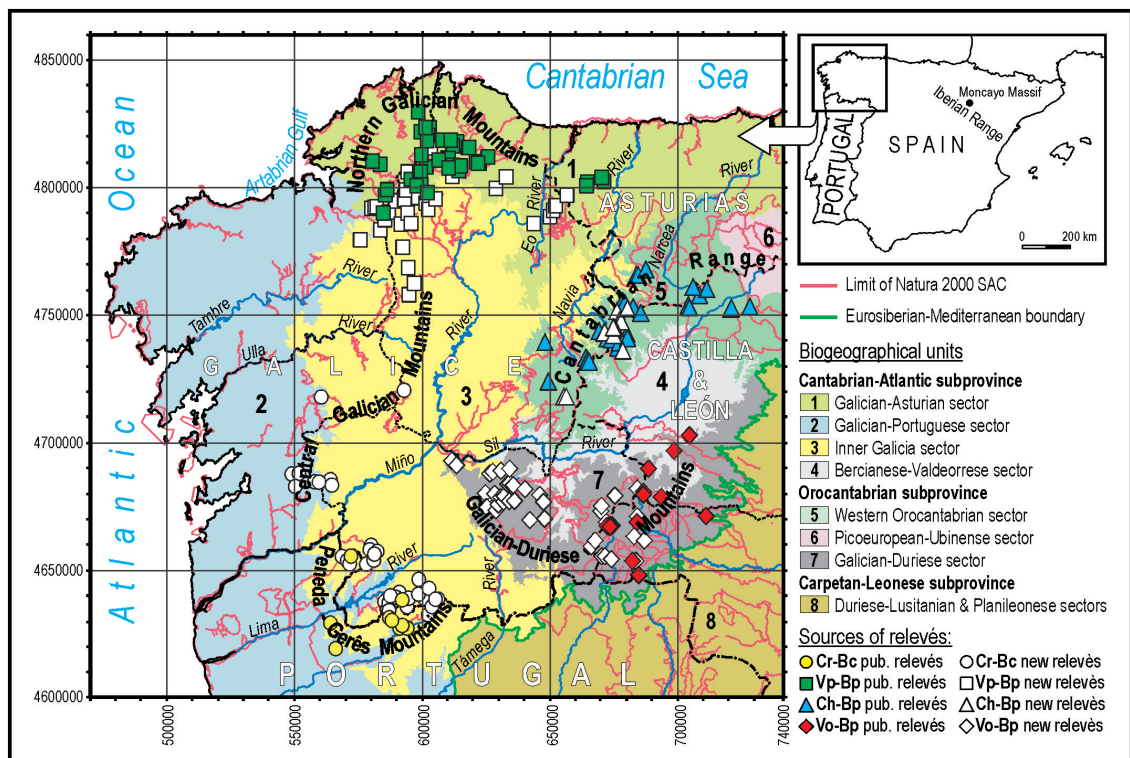 Cantabrian Sea
Atlantic Ocean
Artabrian Gulf
Northern Galician Mountains
1
River
River
River
Eo River
ASTURIAS
6
Narcea
Range
5
Navia
Cantabrian
Tambre River
Ulla River
River
Mountains
GALICE
CASTILLA
&
LEÓN
4
2
3
Galician
Central
Sil River
Miño
7
Mountains
Galician-Duriese
Peneda
River
River
Lima
Gerês Mountains
Támega
8
PORTUGAL
4850000
4800000
4750000
4700000
4650000
4600000
500000
550000
600000
650000
700000
740000
Moncayo Massif
Iberian Range
SPAIN
PORTUGAL
0 200 km
Limit of Natura 2000 SAC
Eurosiberian-Mediterranean boundary
Biogeographical units
Cantabrian-Atlantic subprovince
1 Galician-Asturian sector
2 Galician-Portuguese sector
3 Inner Galicia sector
4 Bercianese-Valdeorrese sector
Orocantabrian subprovince
5 Western Orocantabrian sector
6 Picoeuropean-Ubinense sector
7 Galician-Duriese sector
Carpetan-Leonese subprovince
8 Duriese-Lusitanian & Planileonese sectors
Sources of relevés:
Cr-Bc pub. relevés Cr-Bc new relevès
Vp-Bp pub. relevés Vp-Bp new relevès
Ch-Bp pub. relevés Ch-Bp new relevès
Vo-Bp pub. relevés Vo-Bp new relevès